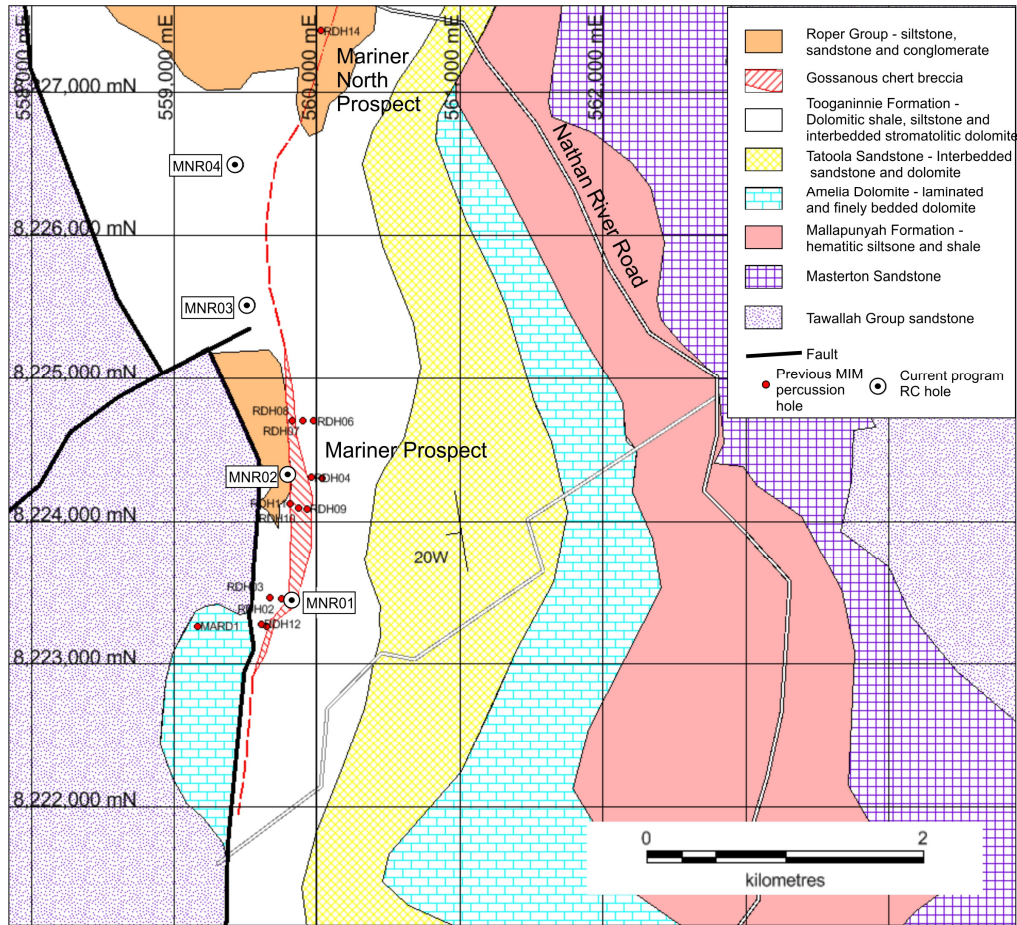 558,000 mE
559,000 mE
560,000 mE
561,000 mE
562,000 mE
RDH14
Mariner
North
Prospect
8,227,000 mN
MNR04
Nathan River Road
8,226,000 mN
MNR03
8,225,000 mN
RDH08
RDH07
RDH06
Mariner Prospect
MNR02
RDH04
RDH11
RDH10
RDH09
8,224,000 mN
20W
RDH03
RDH02
MNR01
MARD1
RDH12
8,223,000 mN
8,222,000 mN
Roper Group - siltstone,
sandstone and conglomerate
Gossanous chert breccia
Tooganinnie Formation -
Dolomitic shale, siltstone and
interbedded stromatolitic dolomite
Tatoola Sandstone - Interbedded
sandstone and dolomite
Amelia Dolomite - laminated
and finely bedded dolomite
Mallapunyah Formation -
hematitic siltsone and shale
Masterton Sandstone
Tawallah Group sandstone
Fault
Previous MIM
percussion
hole
Current program
RC hole
0 2
kilometres